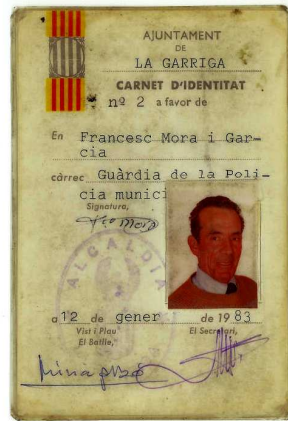 AJUNTAMENT
DE
LA GARRIGA
CARNET D'IDENTITAT
nº 2 a favor de
En Francesc Mora i Gar-
cia
càrrec Guàrdia de la Poli-
cia munici
Signatura,
ALCALDIA
a 12 de gener de 1983
Vist i Plau El Secretari,
El Batlle,